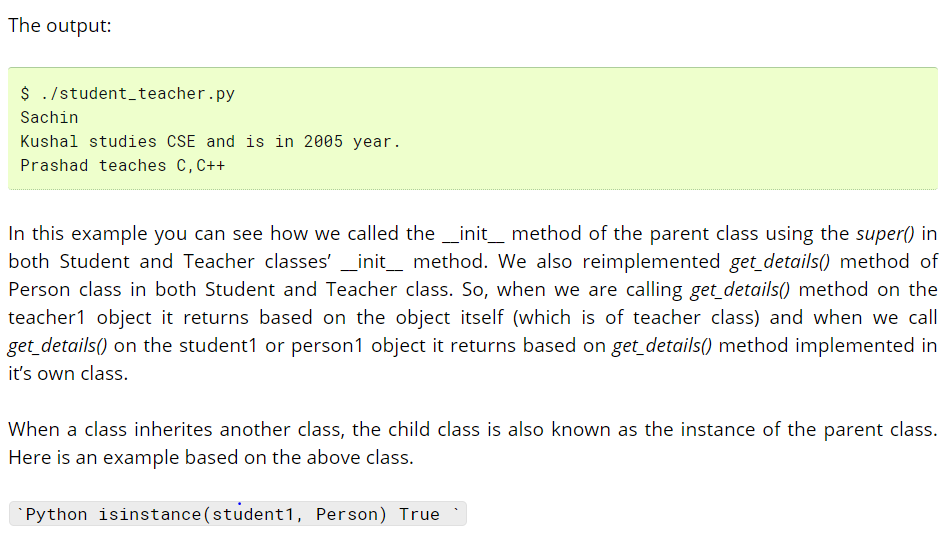 The output:
$ ./student_teacher.py
Sachin
Kushal studies CSE and is in 2005 year.
Prashad teaches C,C++
In this example you can see how we called the __init__ method of the parent class using the super() in
both Student and Teacher classes’ __init__ method. We also reimplemented get_details() method of
Person class in both Student and Teacher class. So, when we are calling get_details() method on the
teacher1 object it returns based on the object itself (which is of teacher class) and when we call
get_details() on the student1 or person1 object it returns based on get_details() method implemented in
it’s own class.
When a class inherites another class, the child class is also known as the instance of the parent class.
Here is an example based on the above class.
`Python isinstance(student1, Person) True `